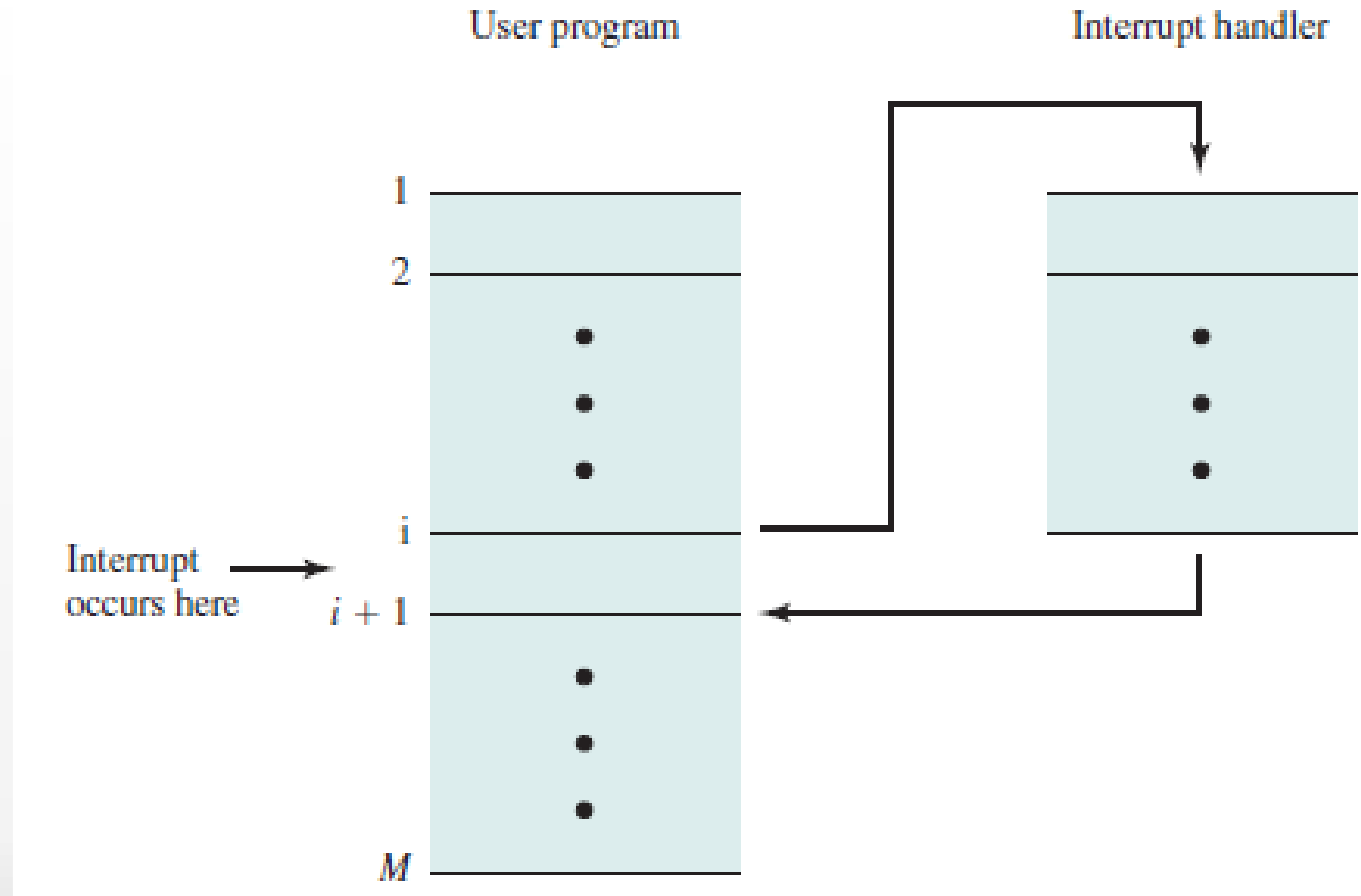 User program
Interrupt handler
1
2
i
Interrupt
occurs here
i + 1
M